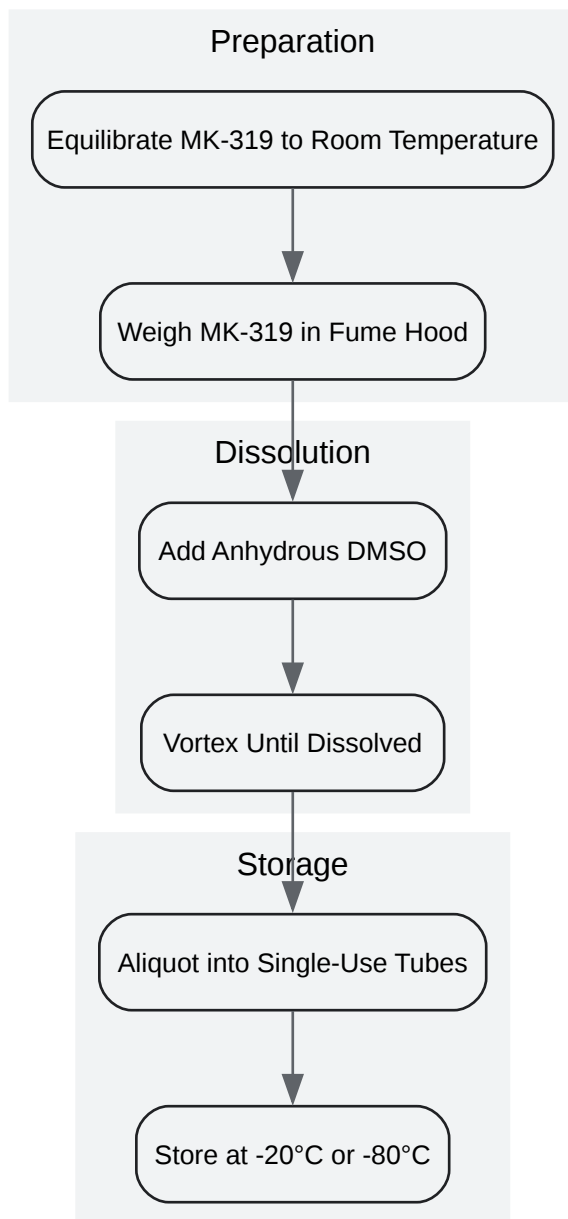 Preparation
Equilibrate MK-319 to Room Temperature
Weigh MK-319 in Fume Hood
Dissolution
Add Anhydrous DMSO
Vortex Until Dissolved
Storage
Aliquot into Single-Use Tubes
Store at -20°C or -80°C